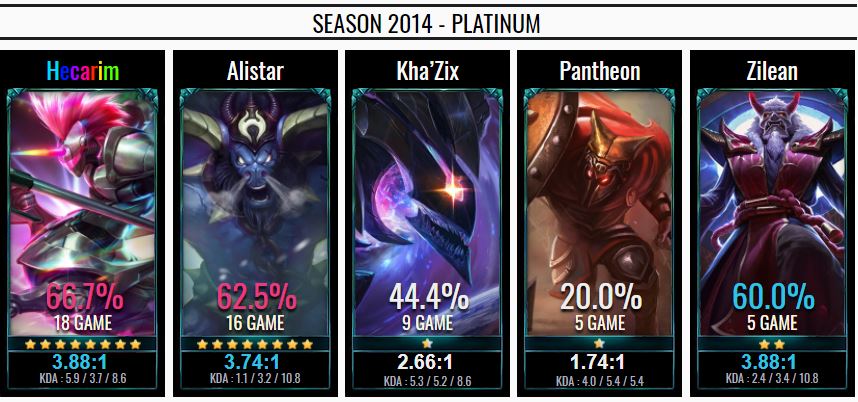 SEASON 2014 - PLATINUM
Hecarim
66.7%
18 GAME
3.88:1
KDA : 5.9 / 3.7 / 8.6
Alistar
62.5%
16 GAME
3.74:1
KDA : 1.1 / 3.2 / 10.8
Kha'Zix
44.4%
9 GAME
2.66:1
KDA : 5.3 / 5.2 / 8.6
Pantheon
20.0%
5 GAME
1.74:1
KDA : 4.0 / 5.4 / 5.4
Zilean
60.0%
5 GAME
3.88:1
KDA : 2.4 / 3.4 / 10.8